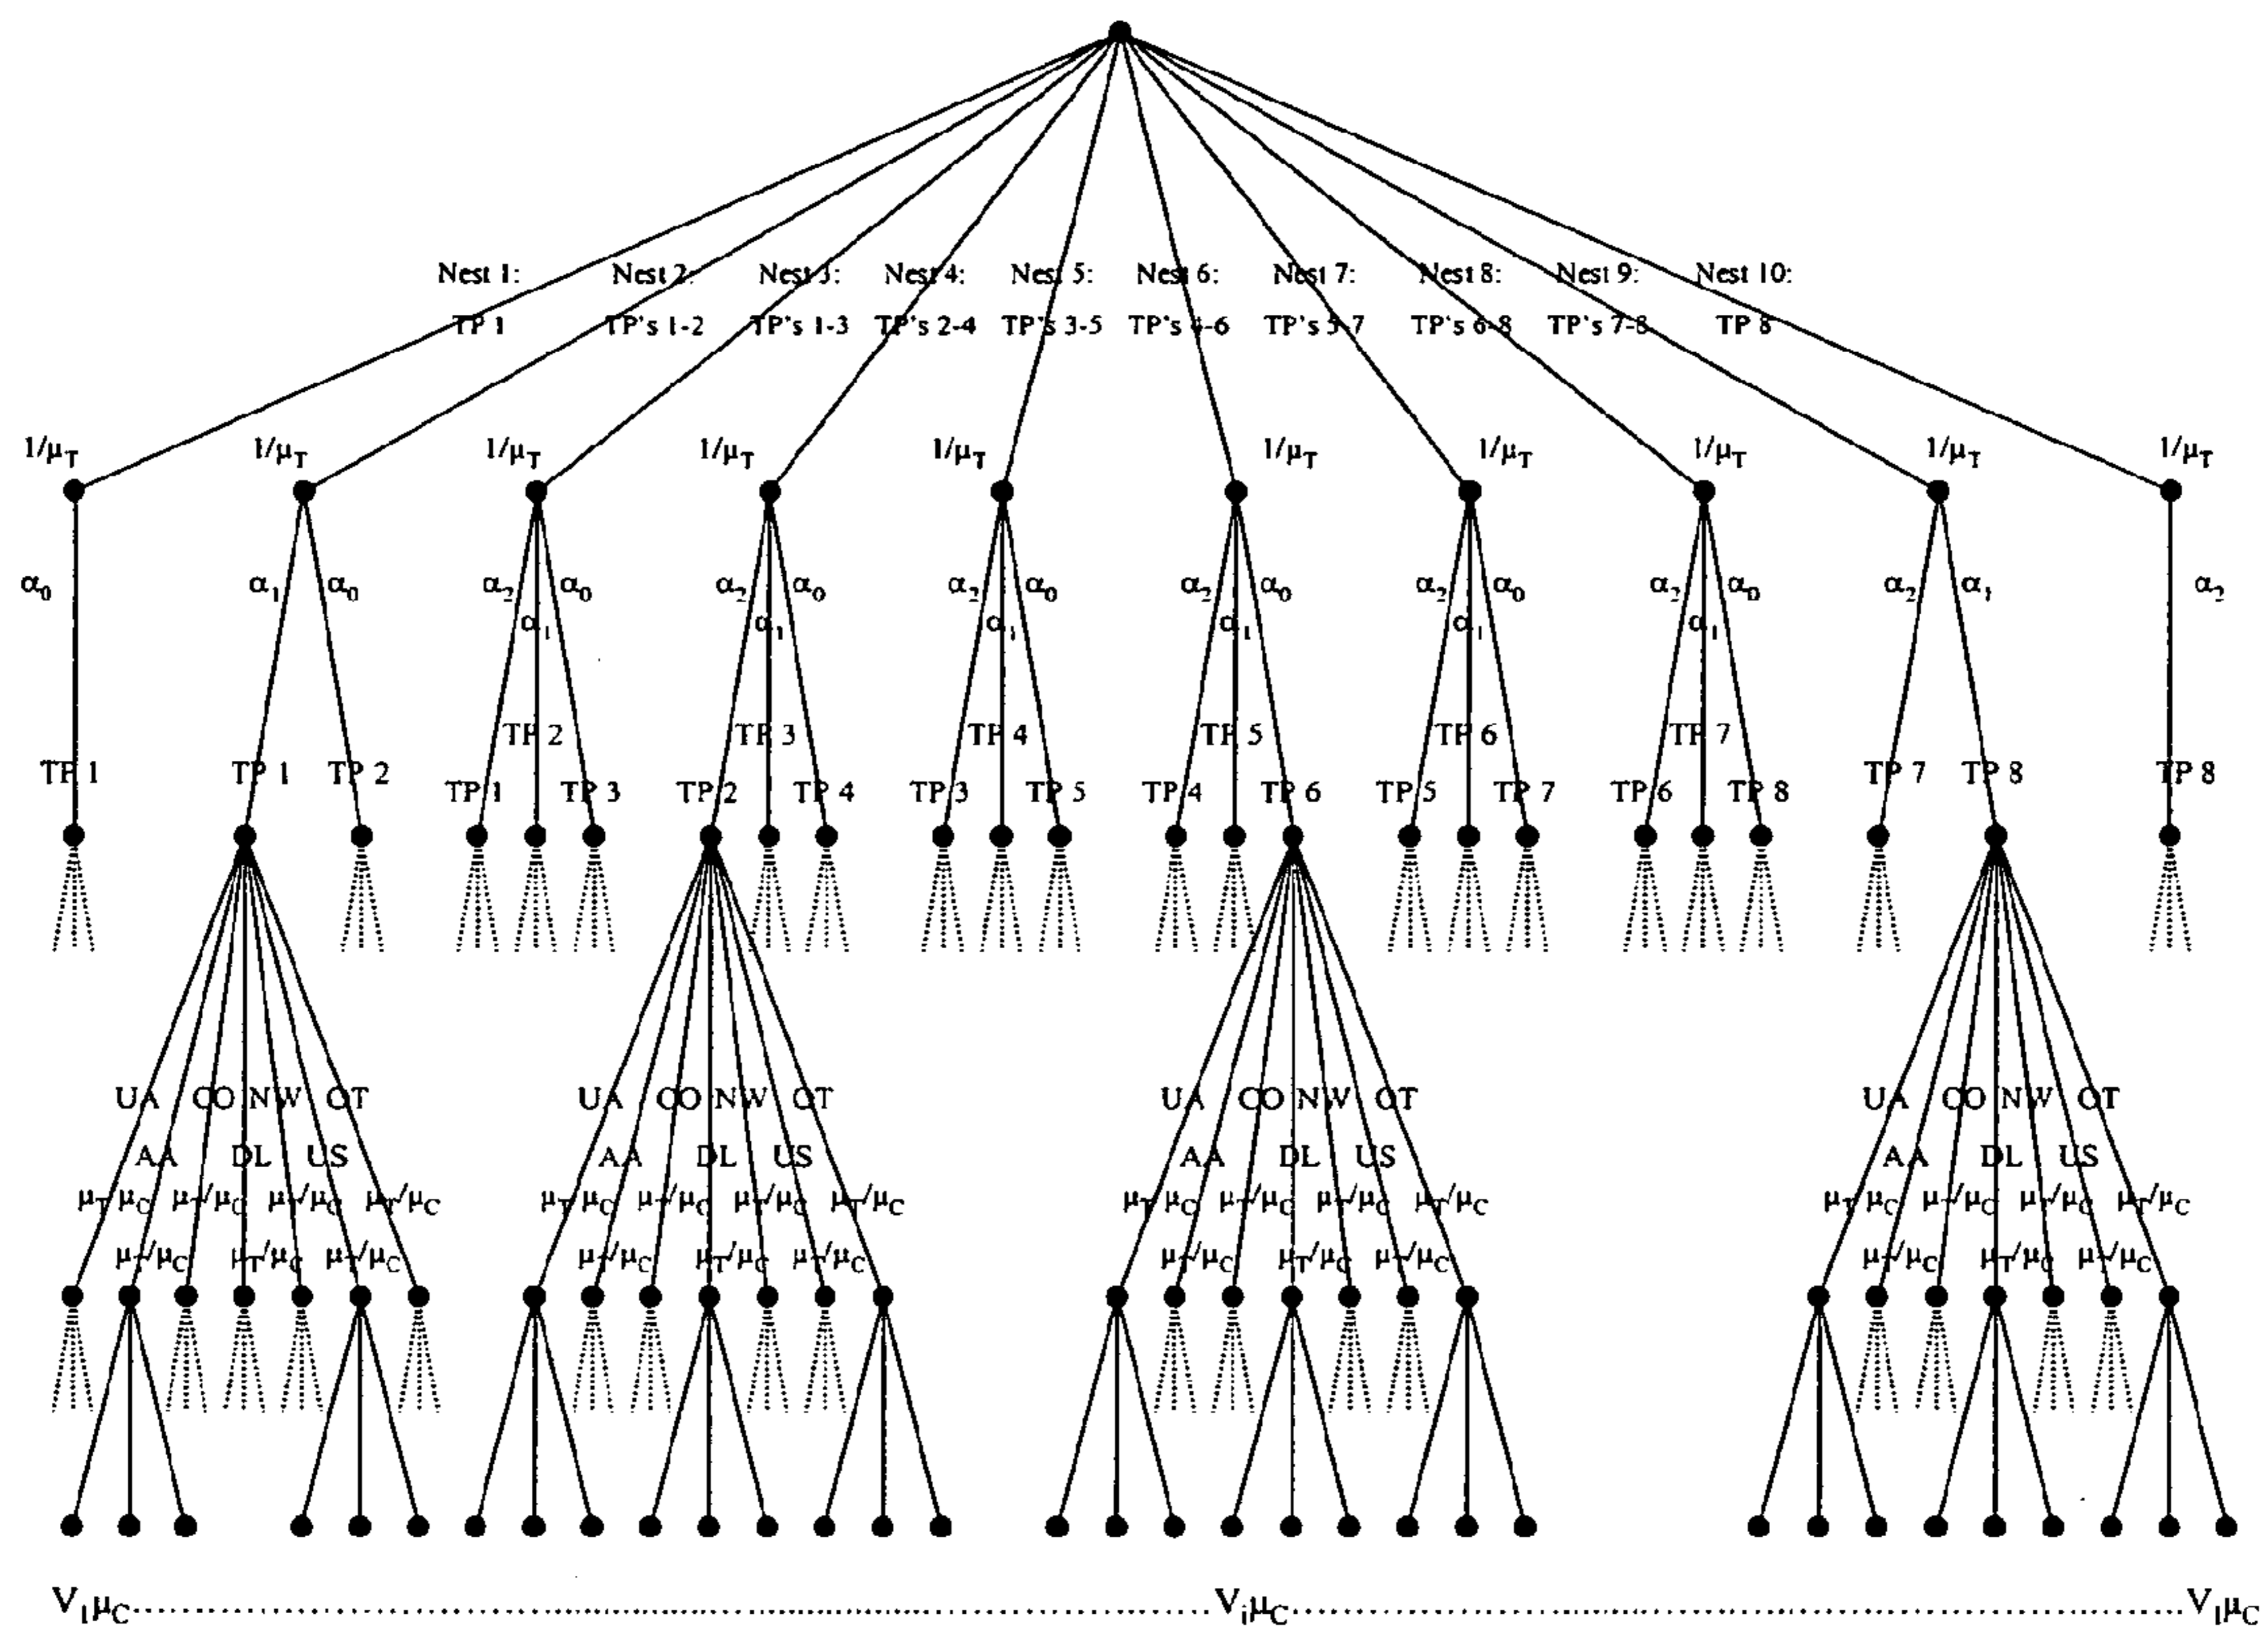 Nest 1: Nest 2: Nest 3: Nest 4: Nest 5: Nest 6: Nest 7: Nest 8: Nest 9: Nest 10:
TP 1 TP's 1-2 TP's 1-3 TP's 2-4 TP's 3-5 TP's 4-6 TP's 5-7 TP's 6-8 TP's 7-8 TP 8
1/μT 1/μT 1/μT 1/μT 1/μT 1/μT 1/μT 1/μT 1/μT 1/μT
α0 α1 α0 α2 α0 α2 α0 α2 α0 α2 α0 α2 α0 α2 α0 α2 α1 α2
α1 α1 α1 α1 α1 α1
TP 2 TP 3 TP 4 TP 5 TP 6 TP 7
TP 1 TP 1 TP 2 TP 7 TP 8 TP 8
TP 1 TP 3 TP 2 TP 4 TP 3 TP 5 TP 4 TP 6 TP 5 TP 7 TP 6 TP 8
UA CO NW OT UA CO NW OT UA CO NW OT UA CO NW OT
AA DL US AA DL US AA DL US AA DL US
μT/μC μT/μC μT/μC μT/μC μT/μC μT/μC μT/μC μT/μC μT/μC μT/μC μT/μC μT/μC μT/μC μT/μC μT/μC μT/μC
μT/μC μT/μC μT/μC μT/μC μT/μC μT/μC μT/μC μT/μC μT/μC μT/μC μT/μC μT/μC
V1μC ViμC VIμC